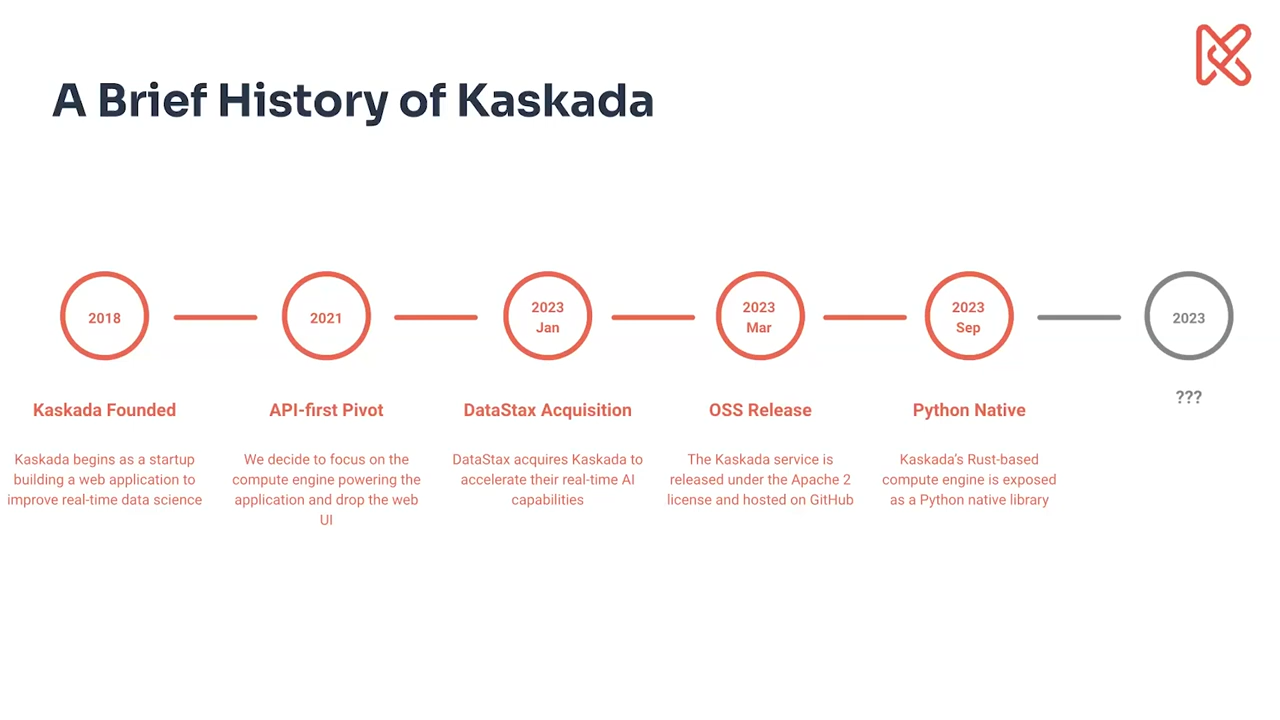 A Brief History of Kaskada
2018
Kaskada Founded
Kaskada begins as a startup
building a web application to
improve real-time data science
2021
API-first Pivot
We decide to focus on the
compute engine powering the
application and drop the web
UI
2023
Jan
DataStax Acquisition
DataStax acquires Kaskada to
accelerate their real-time AI
capabilities
2023
Mar
OSS Release
The Kaskada service is
released under the Apache 2
license and hosted on GitHub
2023
Sep
Python Native
Kaskada’s Rust-based
compute engine is exposed
as a Python native library
2023
???